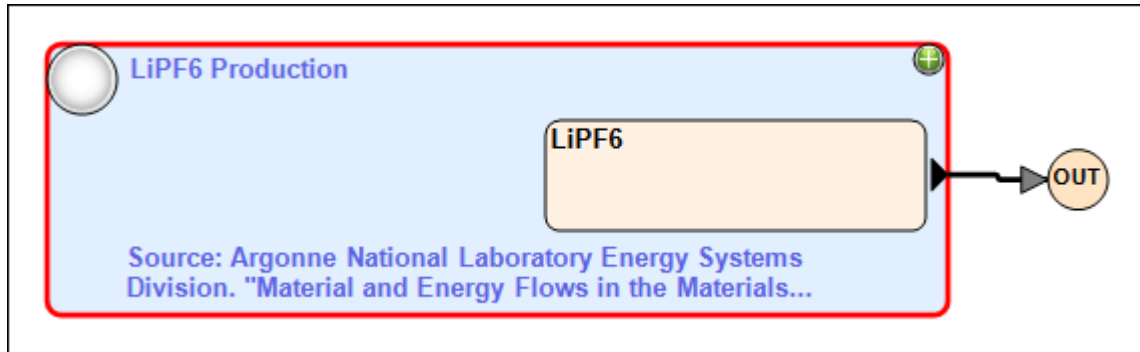 LiPF6 Production
LiPF6
OUT
Source: Argonne National Laboratory Energy Systems
Division. "Material and Energy Flows in the Materials...